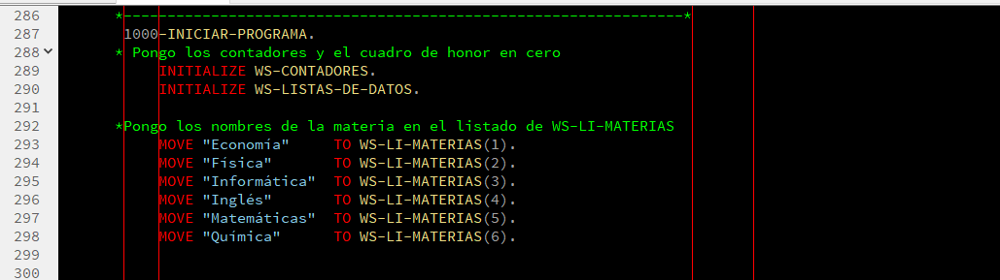 286 *----------------------------------------------------------------*
287 1000-INICIAR-PROGRAMA.
288 * Pongo los contadores y el cuadro de honor en cero
289 INITIALIZE WS-CONTADORES.
290 INITIALIZE WS-LISTAS-DE-DATOS.
291
292 *Pongo los nombres de la materia en el listado de WS-LI-MATERIAS
293 MOVE "Economía" TO WS-LI-MATERIAS(1).
294 MOVE "Física" TO WS-LI-MATERIAS(2).
295 MOVE "Informática" TO WS-LI-MATERIAS(3).
296 MOVE "Inglés" TO WS-LI-MATERIAS(4).
297 MOVE "Matemáticas" TO WS-LI-MATERIAS(5).
298 MOVE "Química" TO WS-LI-MATERIAS(6).
299
300